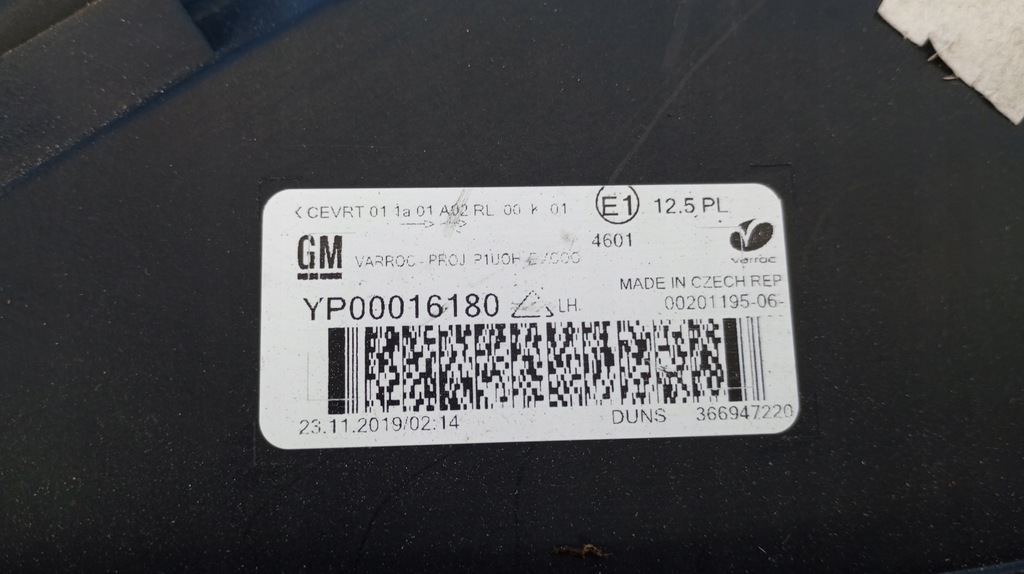 CEVRT 01 1a 01 A02 RL 00 K 01 E1 12.5 PL
4601
GM VARROC - PROJ varroc
MADE IN CZECH REP
YP00016180 LH. 00201195-06-
23.11.2019/02:14 DUNS 366947220